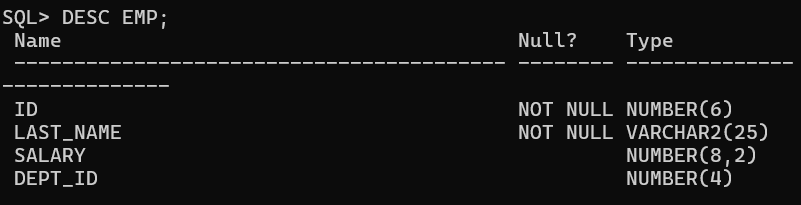 SQL> DESC EMP;
 Name                                      Null?    Type
 ----------------------------------------- -------- --------------
--------------
 ID                                        NOT NULL NUMBER(6)
 LAST_NAME                                 NOT NULL VARCHAR2(25)
 SALARY                                             NUMBER(8,2)
 DEPT_ID                                            NUMBER(4)